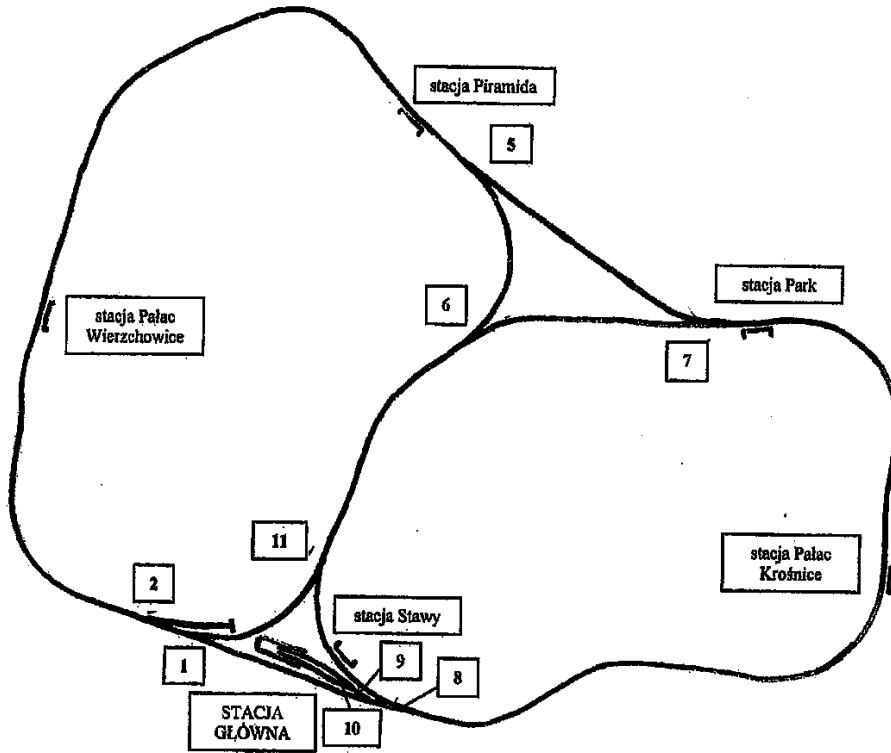 stacja Piramida
5
stacja Park
6
stacja Pałac
Wierzchowice
7
11
stacja Pałac
Krośnice
2
stacja Stawy
1
9
8
STACJA
GŁÓWNA
10